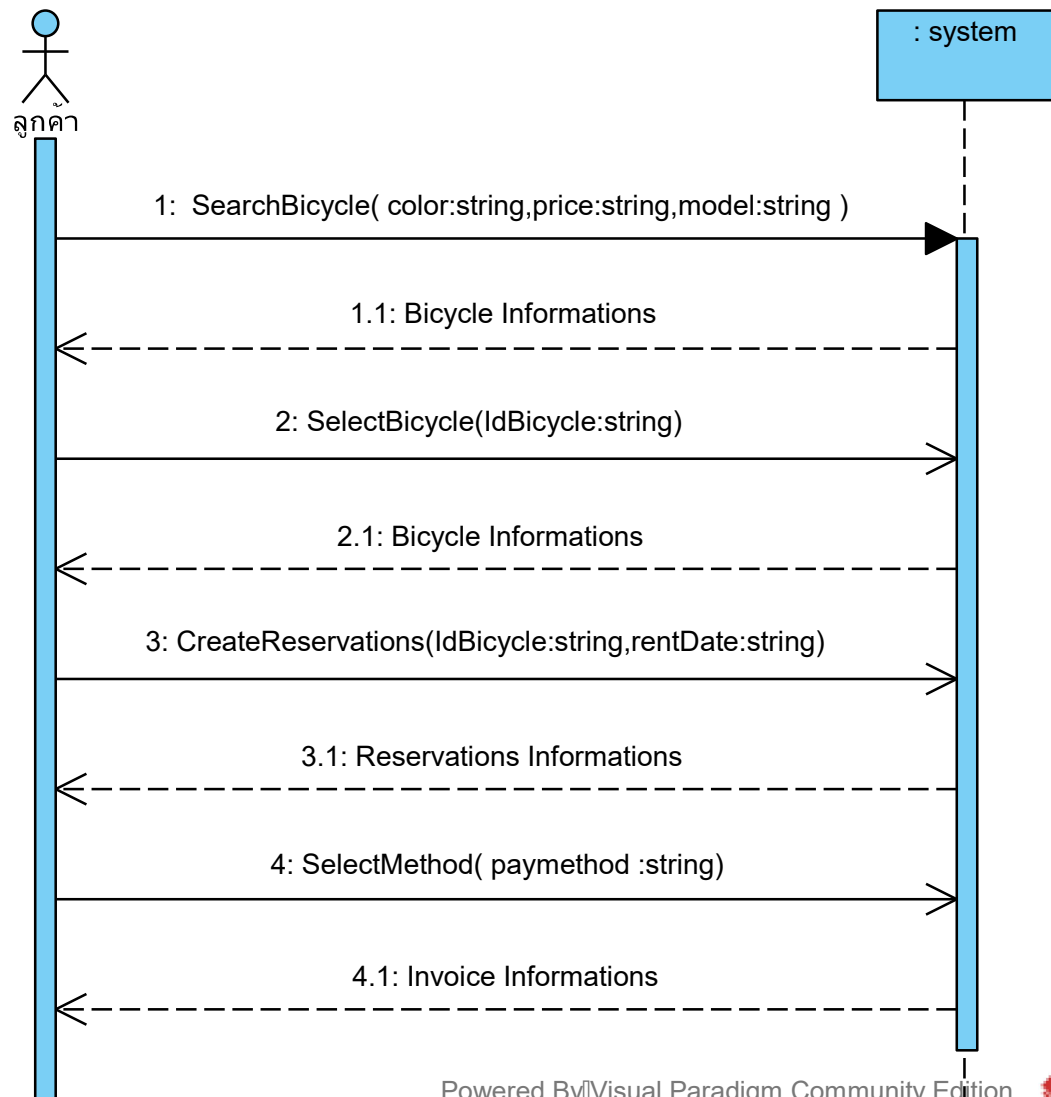 : system
ลูกค้า
1:  SearchBicycle( color:string,price:string,model:string )
1.1: Bicycle Informations
2: SelectBicycle(IdBicycle:string)
2.1: Bicycle Informations
3: CreateReservations(IdBicycle:string,rentDate:string)
3.1: Reservations Informations
4: SelectMethod( paymethod :string)
4.1: Invoice Informations
Powered By Visual Paradigm Community Edition